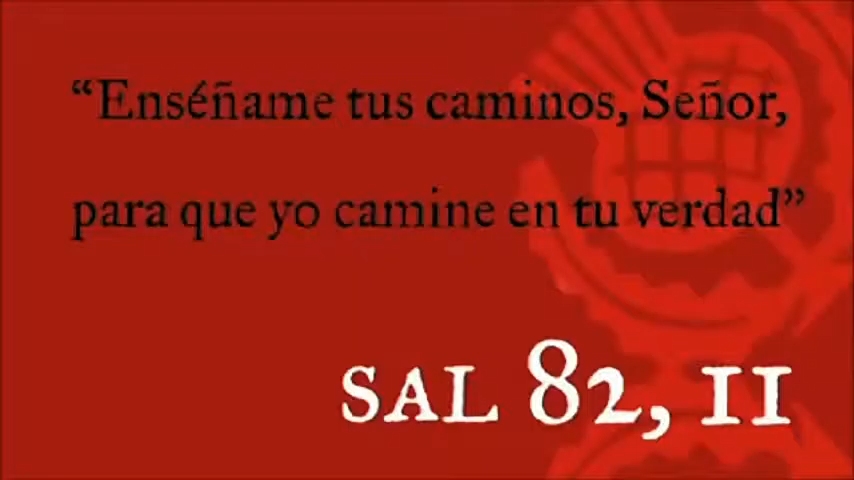 “Enséñame tus caminos, Señor,
para que yo camine en tu verdad”
SAL 82, 11